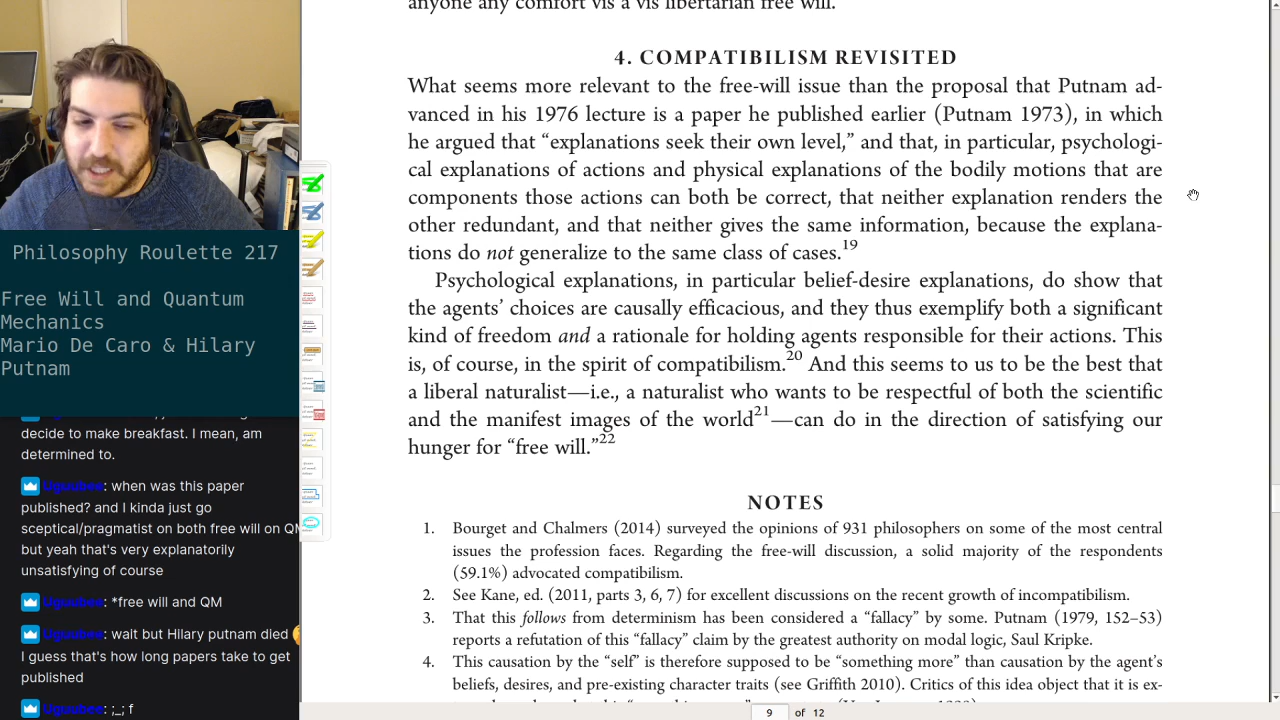 anyone any comfort vis à vis libertarian free will.
4. COMPATIBILISM REVISITED
What seems more relevant to the free-will issue than the proposal that Putnam ad-
vanced in his 1976 lecture is a paper he published earlier (Putnam 1973), in which
he argued that “explanations seek their own level,” and that, in particular, psychologi-
cal explanations of actions and physical explanations of the bodily motions that are
components those actions can both be correct, that neither explanation renders the
other redundant, and that neither gives the same information, because the explana-
tions do not generalize to the same class of cases.19
Psychological explanations, in particular belief-desire explanations, do show that
the agents’ choices are causally efficacious, and they thus exemplify both a significant
kind of freedom and a rationale for holding agents responsible for their actions. This
is, of course, in the spirit of compatibilism.20 And this seems to us to be the best that
a liberal naturalist—i.e., a naturalist who wants to be respectful of both the scientific
and the manifest images of the world21—can do in the direction of satisfying our
hunger for “free will.”22
NOTES
1. Bourget and Chalmers (2014) surveyed the opinions of 931 philosophers on some of the most central
issues the profession faces. Regarding the free-will discussion, a solid majority of the respondents
(59.1%) advocated compatibilism.
2. See Kane, ed. (2011, parts 3, 6, 7) for excellent discussions on the recent growth of incompatibilism.
3. That this follows from determinism has been considered a “fallacy” by some. Putnam (1979, 152–53)
reports a refutation of this “fallacy” claim by the greatest authority on modal logic, Saul Kripke.
4. This causation by the “self” is therefore supposed to be “something more” than causation by the agent’s
beliefs, desires, and pre-existing character traits (see Griffith 2010). Critics of this idea object that it is ex-
9 of 12
Philosophy Roulette 217
Free Will and Quantum
Mechanics
Mario De Caro & Hilary
Putnam
decide to make breakfast. I mean, am
determined to.
Uguubee: when was this paper
published? and I kinda just go
skeptical/pragmatist on both free will on Q
but yeah that's very explanatorily
unsatisfying of course
Uguubee: *free will and QM
Uguubee: wait but Hilary putnam died
I guess that's how long papers take to get
published
Uguubee: ;_; f